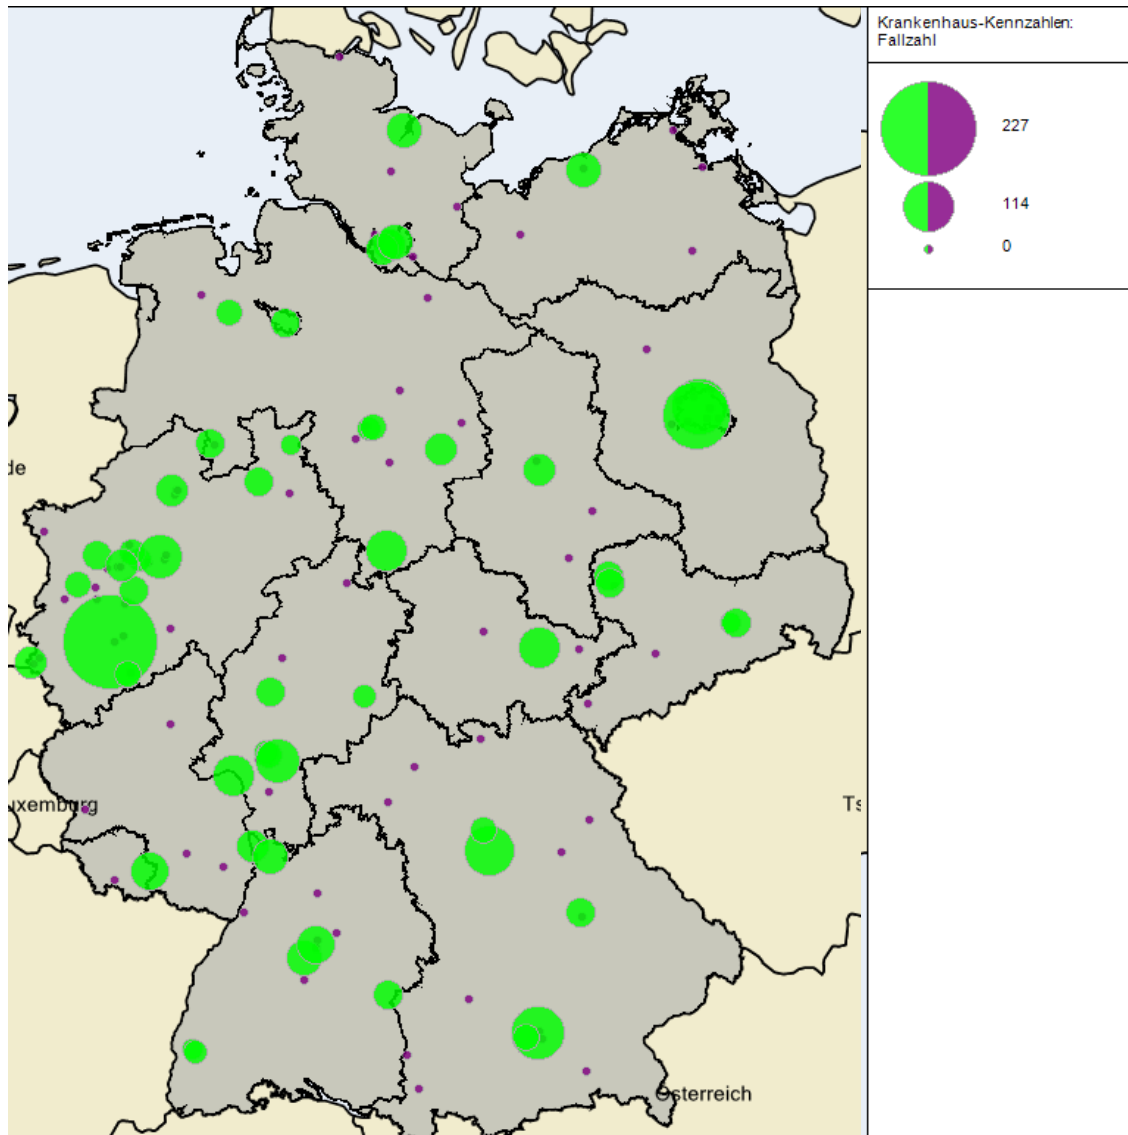 Krankenhaus-Kennzahlen:
Fallzahl
227
114
0
de
uxemburg
Ts
Österreich